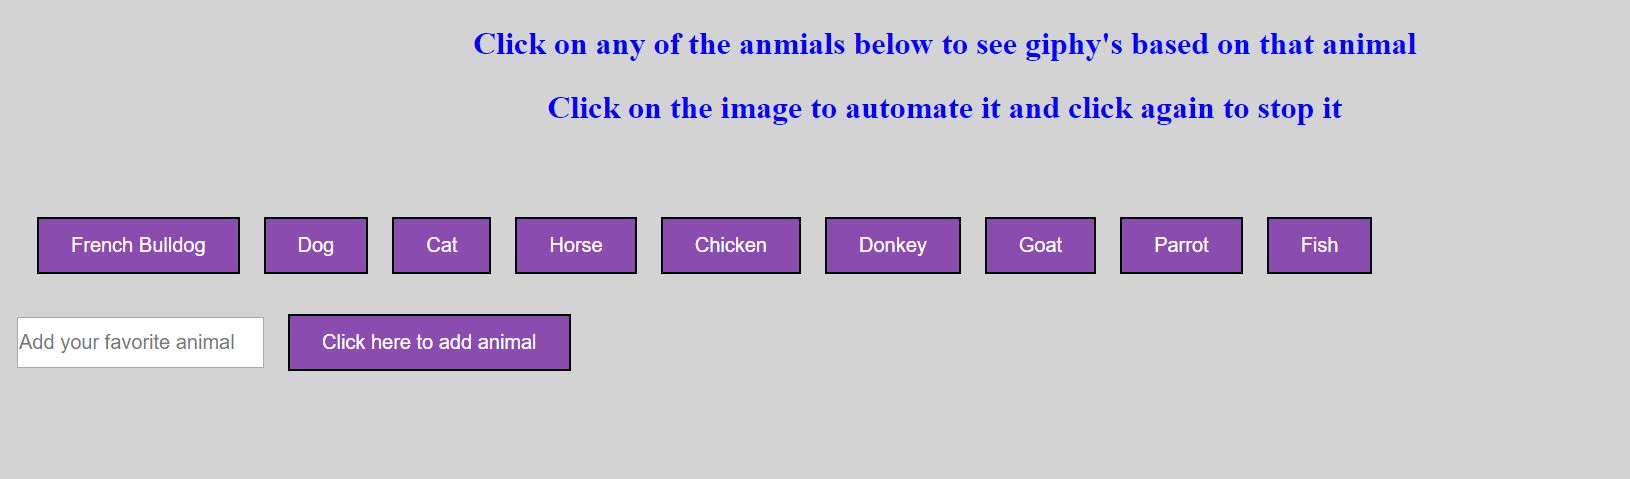 Click on any of the anmials below to see giphy's based on that animal
Click on the image to automate it and click again to stop it
French Bulldog Dog Cat Horse Chicken Donkey Goat Parrot Fish
Add your favorite animal Click here to add animal